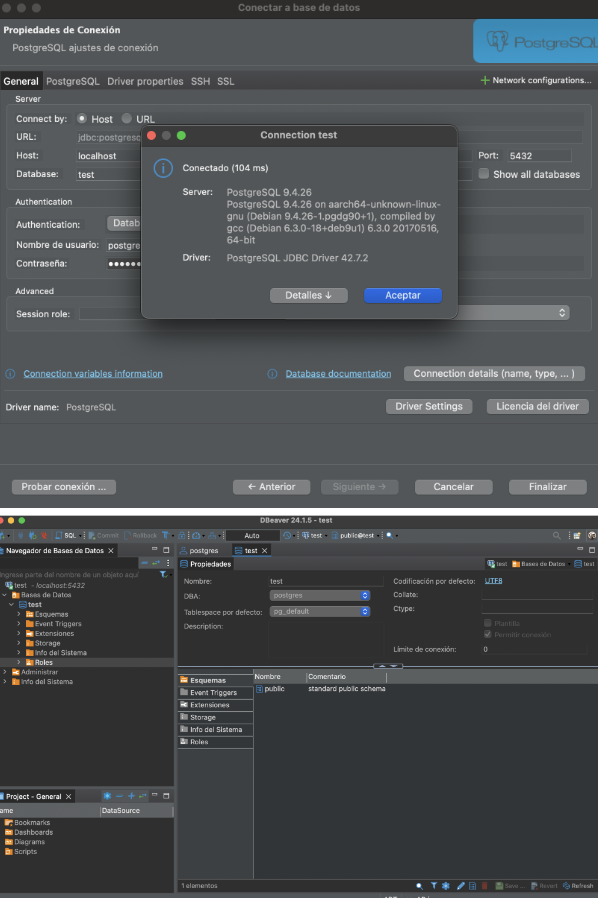 Conectar a base de datos
Propiedades de Conexión
PostgreSQL ajustes de conexión
PostgreSQL
General PostgreSQL Driver properties SSH SSL
Network configurations...
Server
Connect by: Host URL
URL: jdbc:postgresc
Host: localhost Port: 5432
Database: test Show all databases
Authentication
Authentication: Datab
Nombre de usuario: postgre
Contraseña:
Advanced
Session role:
Connection test
Conectado (104 ms)
Server: PostgreSQL 9.4.26
PostgreSQL 9.4.26 on aarch64-unknown-linux-
gnu (Debian 9.4.26-1.pgdg90+1), compiled by
gcc (Debian 6.3.0-18+deb9u1) 6.3.0 20170516,
64-bit
Driver: PostgreSQL JDBC Driver 42.7.2
Detalles ↓ Aceptar
Connection variables information Database documentation Connection details (name, type, ... )
Driver name: PostgreSQL Driver Settings Licencia del driver
Probar conexión ... ← Anterior Siguiente → Cancelar Finalizar
DBeaver 24.1.5 - test
SQL Commit Rollback Auto test public@test
Navegador de Bases de Datos
postgres test
Propiedades test Bases de Datos test
Ingrese parte del nombre de un objeto aquí
test - localhost:5432
Bases de Datos
test
Esquemas
Event Triggers
Extensiones
Storage
Info del Sistema
Roles
Administrar
Info del Sistema
Nombre: test
DBA: postgres
Tablespace por defecto: pg_default
Description:
Codificación por defecto: UTF8
Collate:
Ctype:
Plantilla
Permitir conexión
Límite de conexión: 0
Esquemas
Event Triggers
Extensiones
Storage
Info del Sistema
Roles
Nombre Comentario
public standard public schema
Project - General
ame DataSource
Bookmarks
Dashboards
Diagrams
Scripts
1 elementos
Save ... Revert Refresh